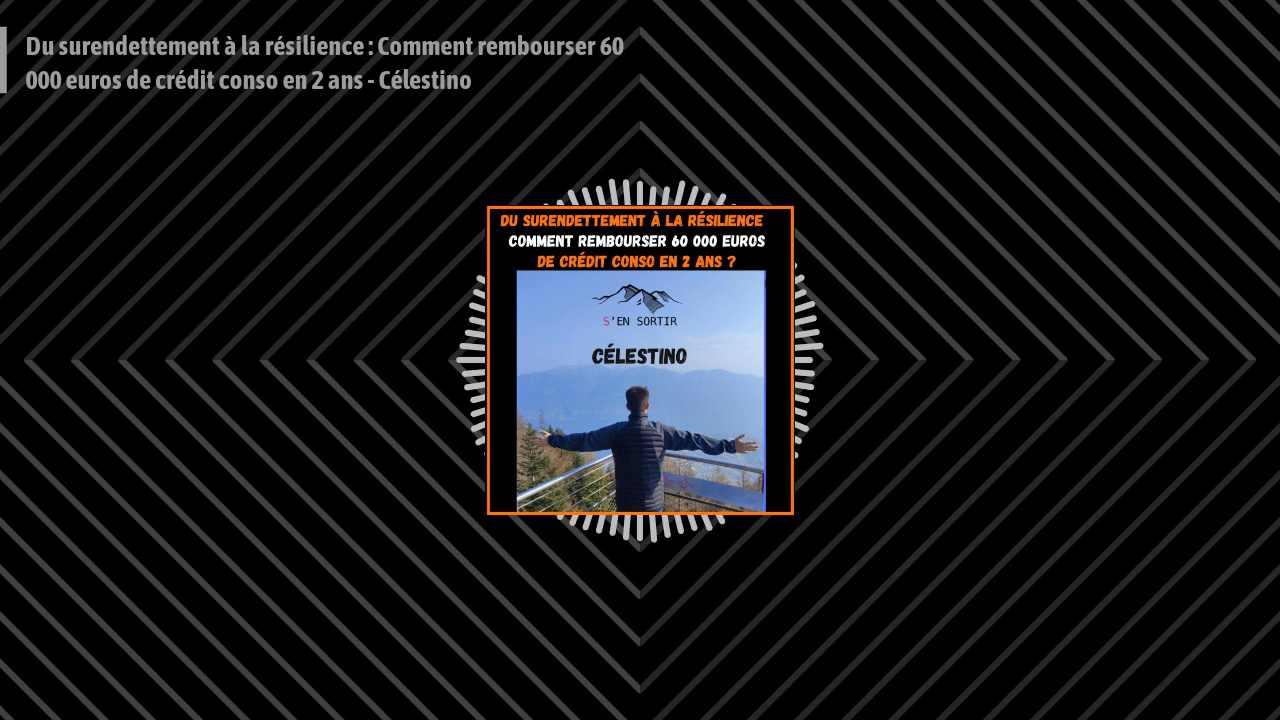 Du surendettement à la résilience : Comment rembourser 60
000 euros de crédit conso en 2 ans - Célestino
DU SURENDETTEMENT À LA RÉSILIENCE
COMMENT REMBOURSER 60 000 EUROS
DE CRÉDIT CONSO EN 2 ANS ?
S'EN SORTIR
CÉLESTINO